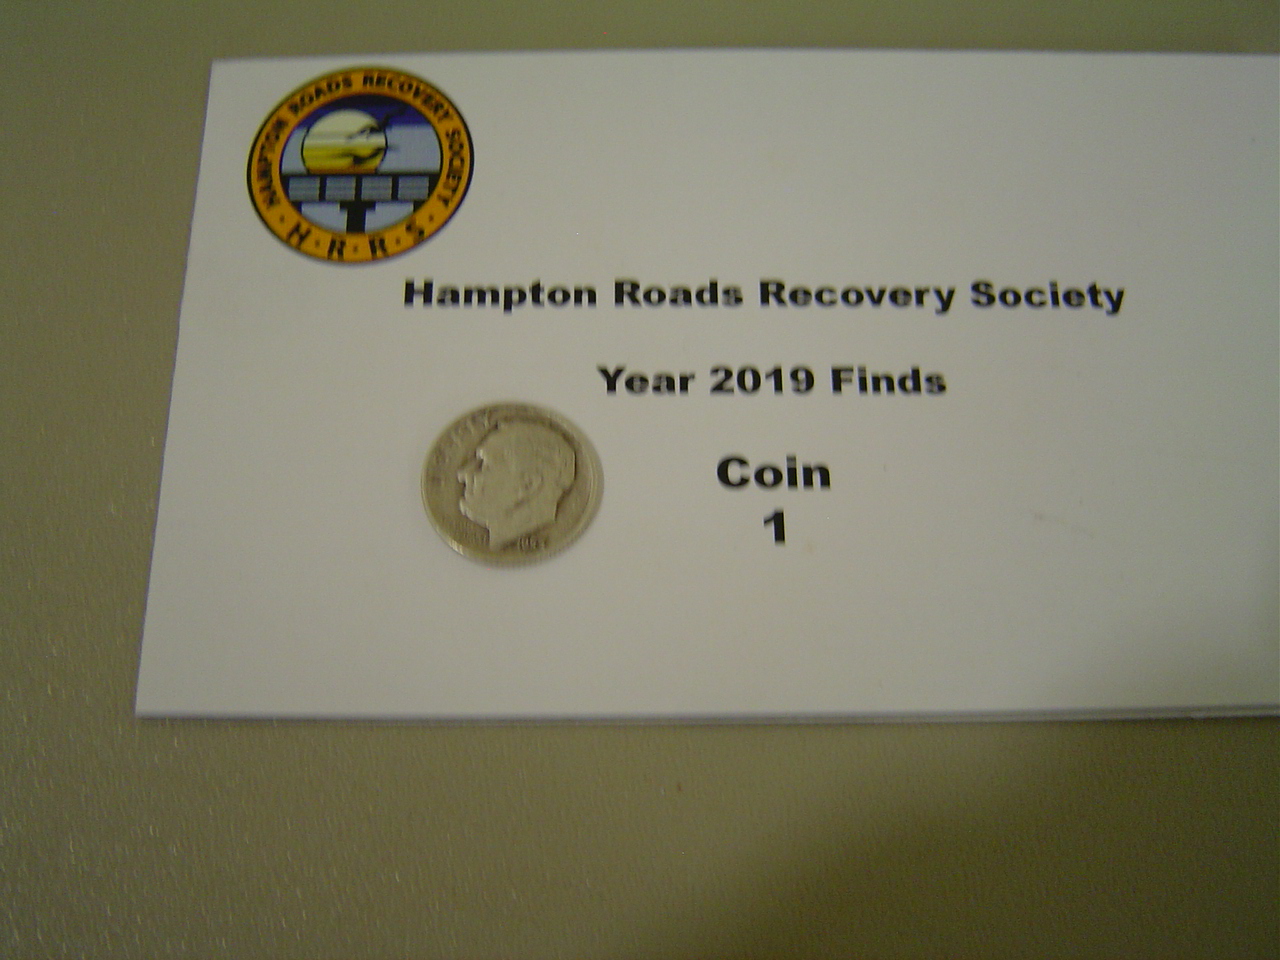 HAMPTON ROADS RECOVERY SOCIETY
· H · R · R · S ·
Hampton Roads Recovery Society
Year 2019 Finds
Coin
1